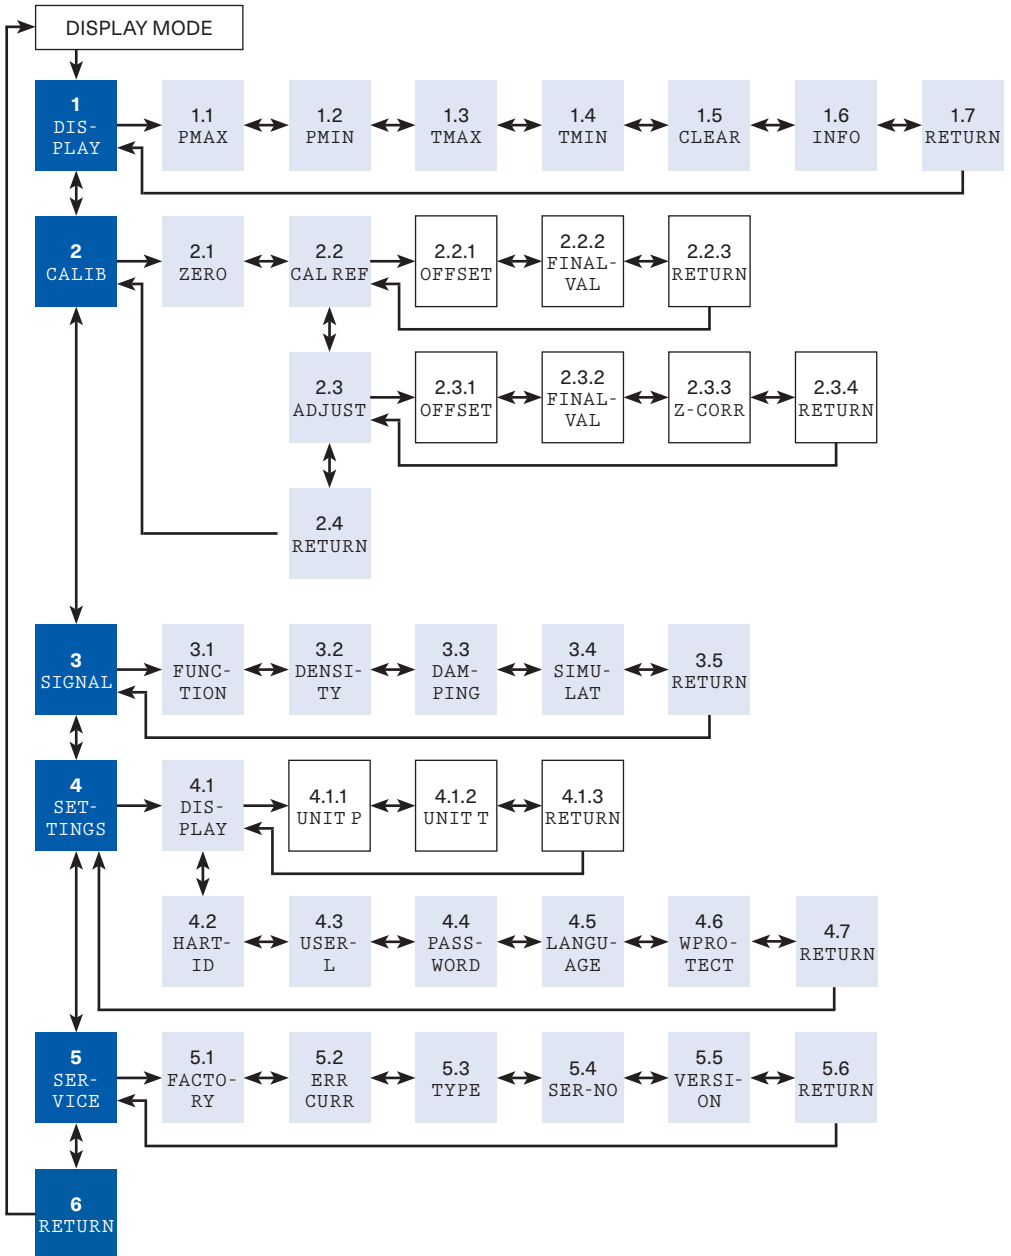 DISPLAY MODE
1
DIS-
PLAY
1.1
PMAX
1.2
PMIN
1.3
TMAX
1.4
TMIN
1.5
CLEAR
1.6
INFO
1.7
RETURN
2
CALIB
2.1
ZERO
2.2
CAL REF
2.2.1
OFFSET
2.2.2
FINAL-
VAL
2.2.3
RETURN
2.3
ADJUST
2.3.1
OFFSET
2.3.2
FINAL-
VAL
2.3.3
Z-CORR
2.3.4
RETURN
2.4
RETURN
3
SIGNAL
3.1
FUNC-
TION
3.2
DENSI-
TY
3.3
DAM-
PING
3.4
SIMU-
LAT
3.5
RETURN
4
SET-
TINGS
4.1
DIS-
PLAY
4.1.1
UNIT P
4.1.2
UNIT T
4.1.3
RETURN
4.2
HART-
ID
4.3
USER-
L
4.4
PASS-
WORD
4.5
LANGU-
AGE
4.6
WPRO-
TECT
4.7
RETURN
5
SER-
VICE
5.1
FACTO-
RY
5.2
ERR
CURR
5.3
TYPE
5.4
SER-NO
5.5
VERSI-
ON
5.6
RETURN
6
RETURN